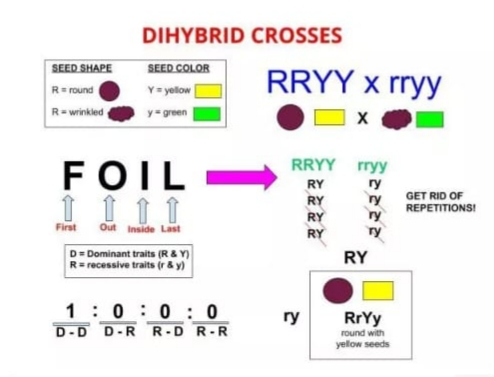 DIHYBRID CROSSES
SEED SHAPE SEED COLOR
R = round Y = yellow
R = wrinkled y = green
RRYY x rryy
X
F O I L
First Out Inside Last
RRYY rryy
RY ry
RY ry
RY ry
RY ry
GET RID OF
REPETITIONS!
D = Dominant traits (R & Y)
R = recessive traits (r & y)
RY
1 : 0 : 0 : 0
D - D D - R R - D R - R
ry
RrYy
round with
yellow seeds